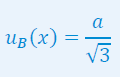 u_B(x) = a/√3